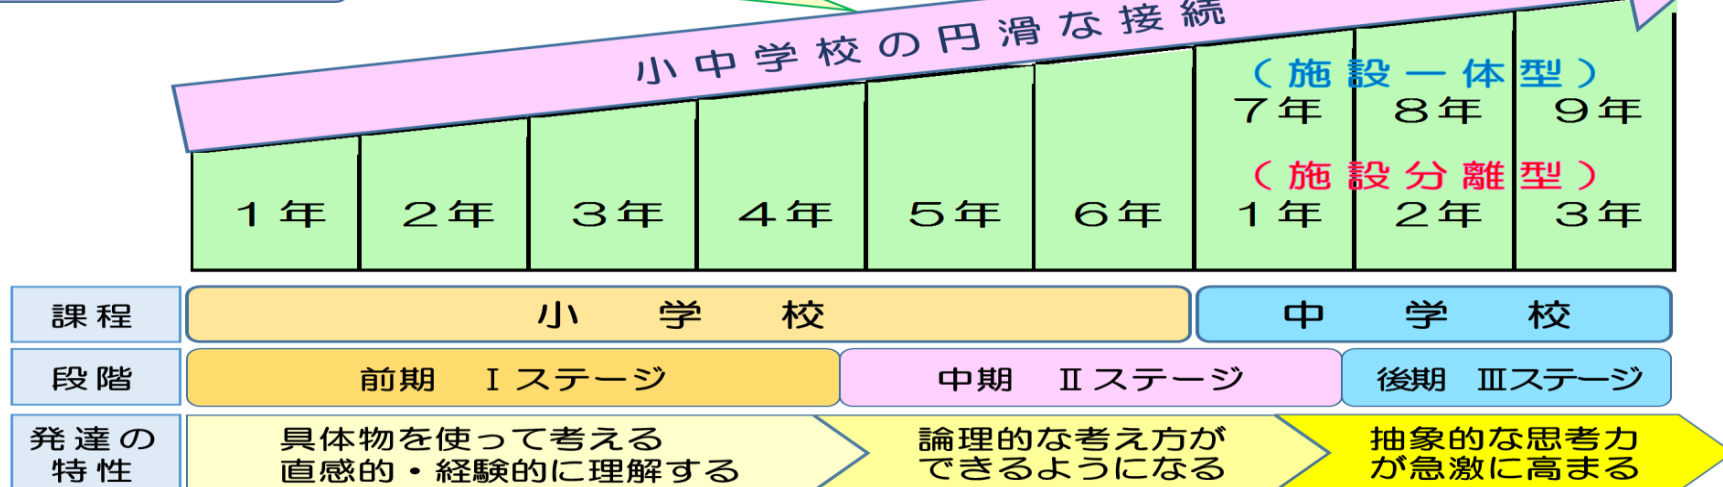 小中学校の円滑な接続
（施設一体型）
7年 8年 9年
（施設分離型）
1年 2年 3年 4年 5年 6年 1年 2年 3年
課程 小学校 中学校
段階 前期 Ⅰステージ 中期 Ⅱステージ 後期 Ⅲステージ
発達の 具体物を使って考える 論理的な考え方が 抽象的な思考力
特性 直感的・経験的に理解する できるようになる が急激に高まる